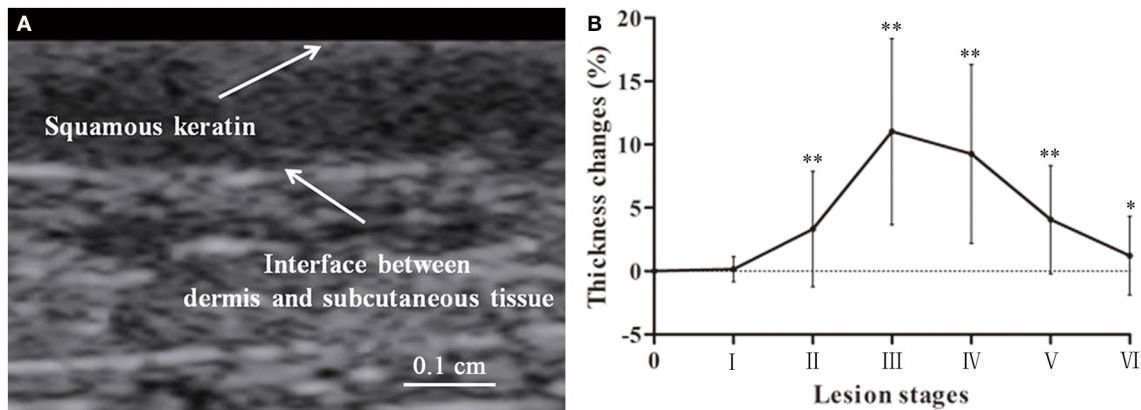 A
Squamous keratin
Interface between
dermis and subcutaneous tissue
0.1 cm
B
Thickness changes (%)
20
15
10
5
0
-5
**
**
**
**
*
0 I II III IV V VI
Lesion stages